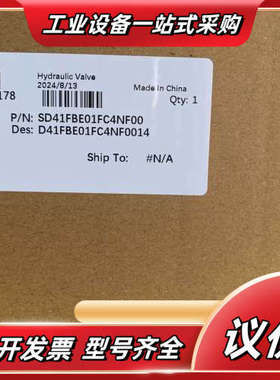 工业设备一站式采购
Hydraulic Valve
2024/8/13
Made In China
178
Qty: 1
P/N: SD41FBE01FC4NF00
Des: D41FBE01FC4NF0014
Ship To: #N/A
开发票 型号齐全
议价